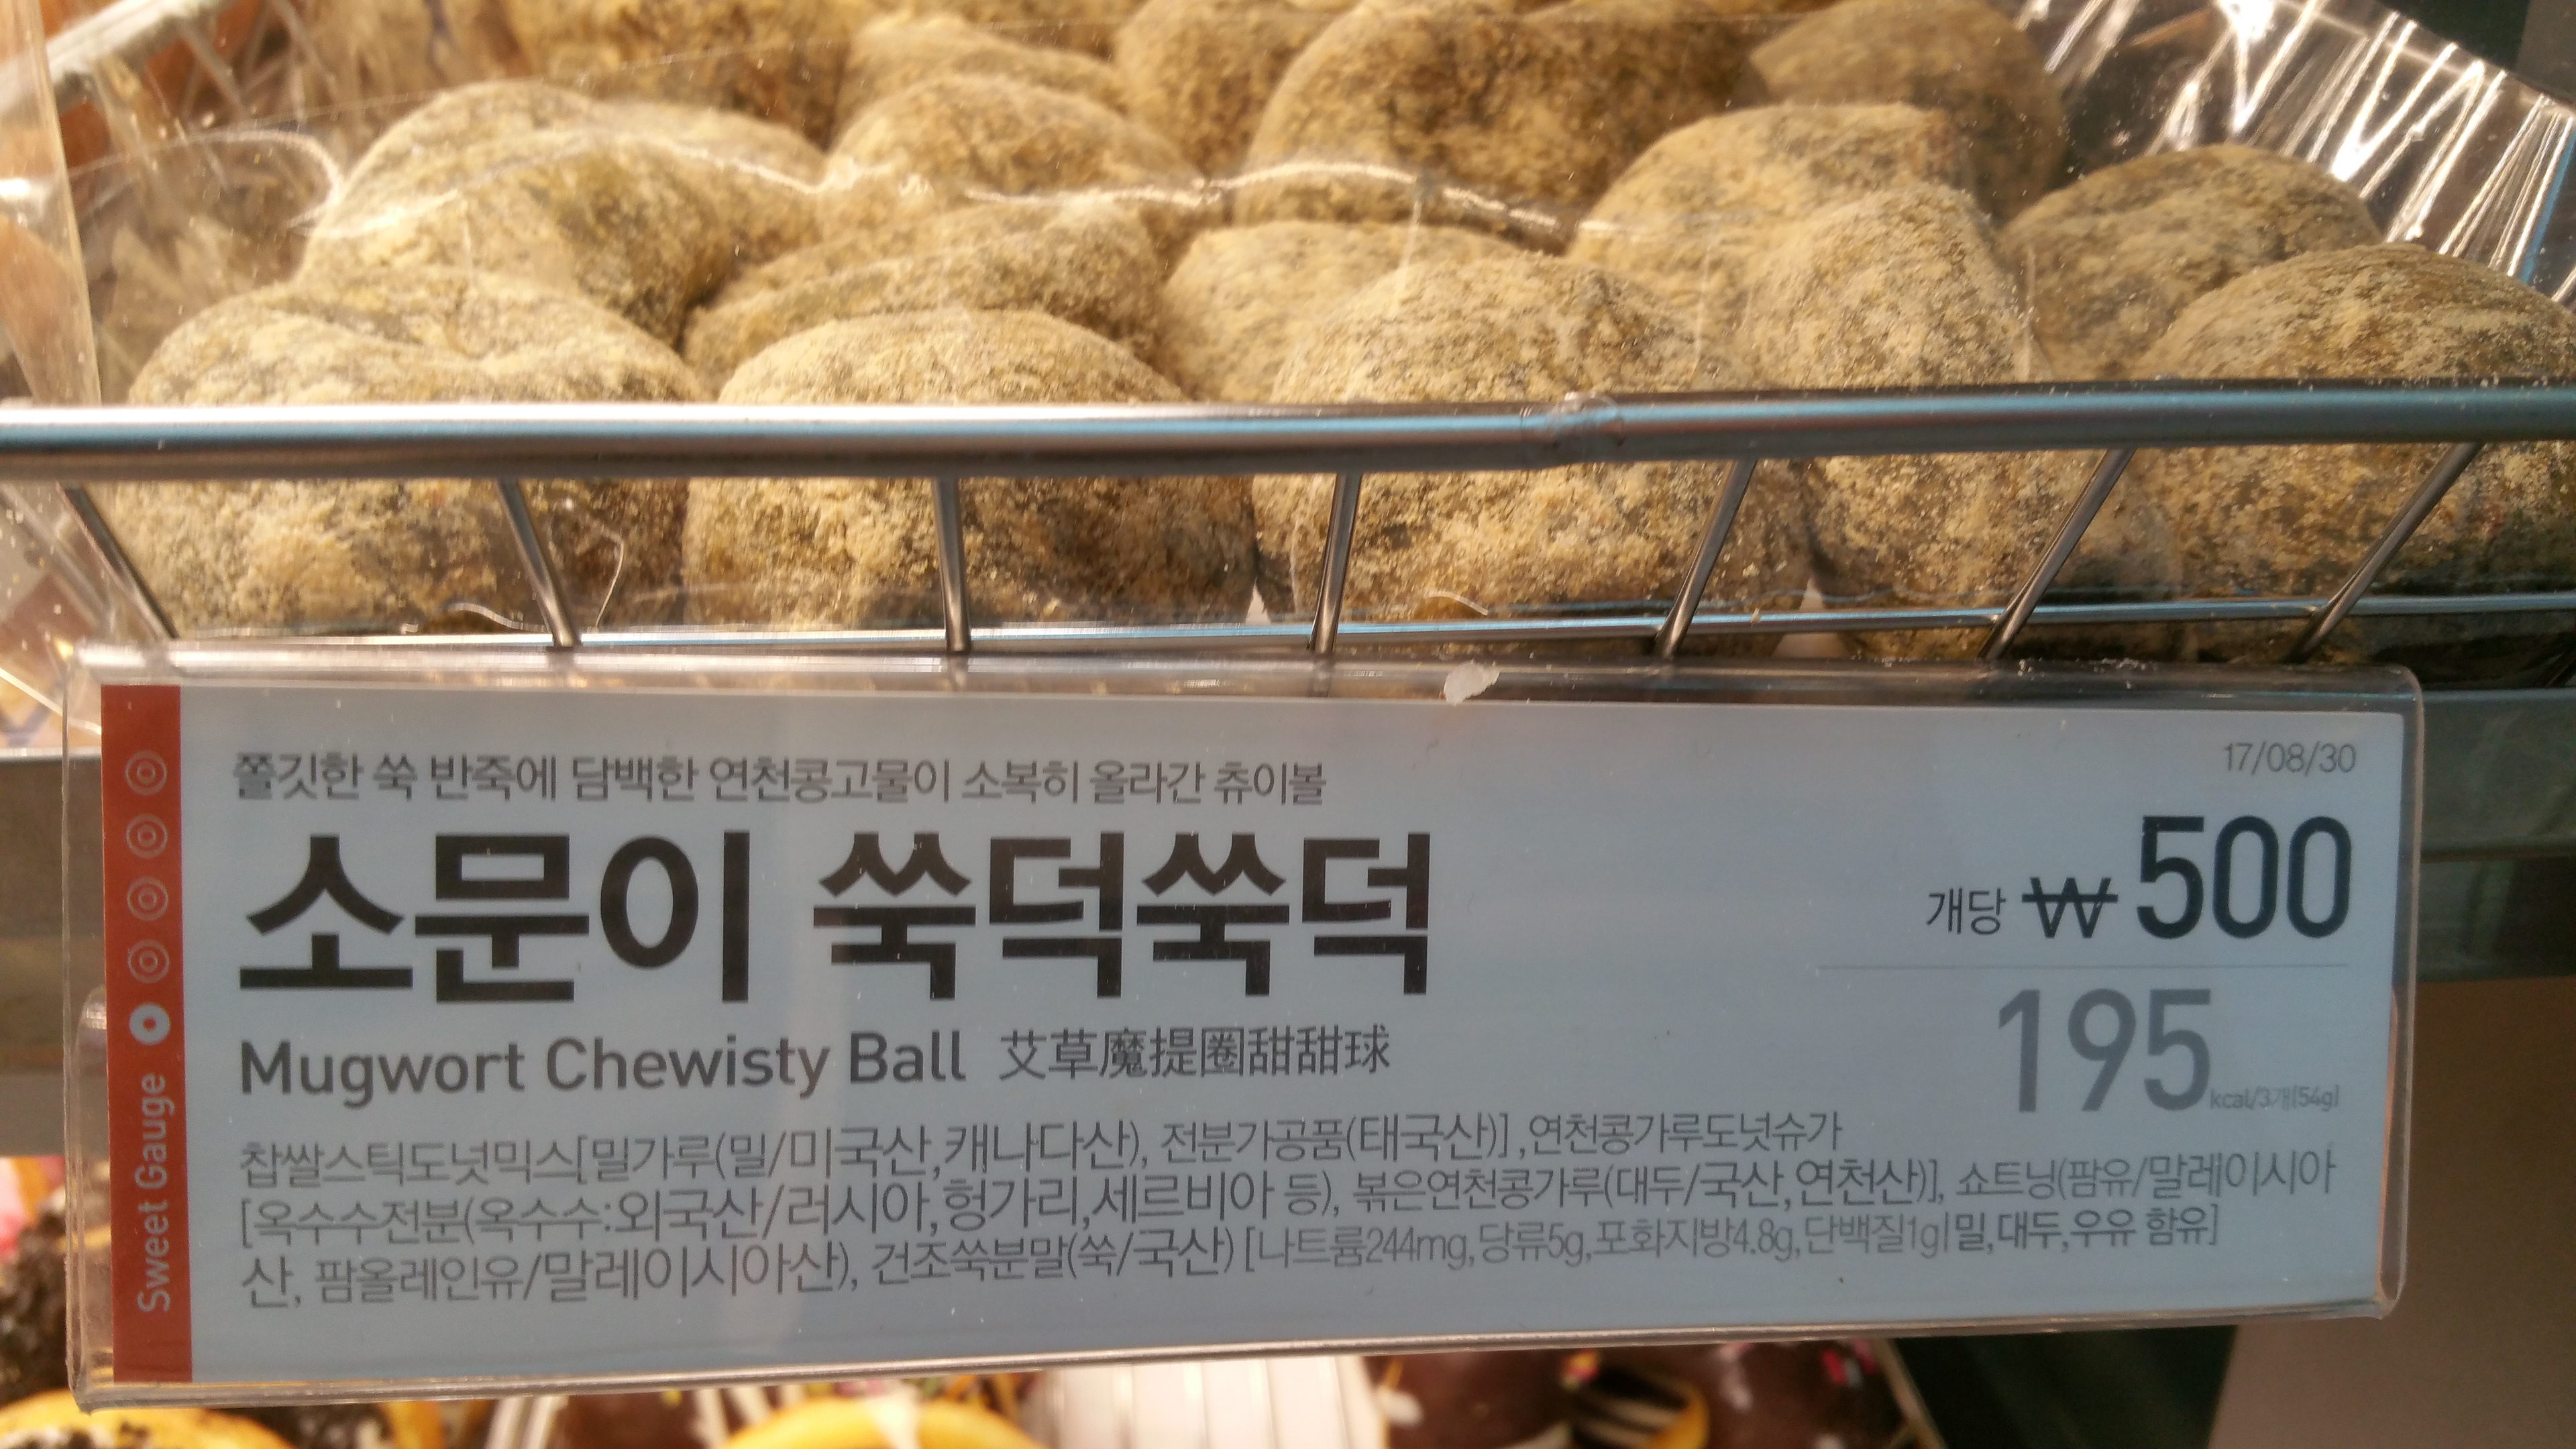 쫄깃한 쑥 반죽에 담백한 연천콩고물이 소복히 올라간 츄이볼
17/08/30
소문이 쑥덕쑥덕
개당 ₩500
Mugwort Chewisty Ball 艾草魔提圈甜甜球
195 kcal/3개(54g)
찹쌀스틱도넛믹스[밀가루(밀/미국산,캐나다산), 전분가공품(태국산)] ,연천콩가루도넛슈가
[옥수수전분(옥수수:외국산/러시아,헝가리,세르비아 등), 볶은연천콩가루(대두/국산,연천산)], 쇼트닝(팜유/말레이시아
산, 팜올레인유/말레이시아산), 건조쑥분말(쑥/국산) [나트륨244mg,당류5g,포화지방4.8g,단백질1g|밀,대두,우유 함유]
Sweet Gauge